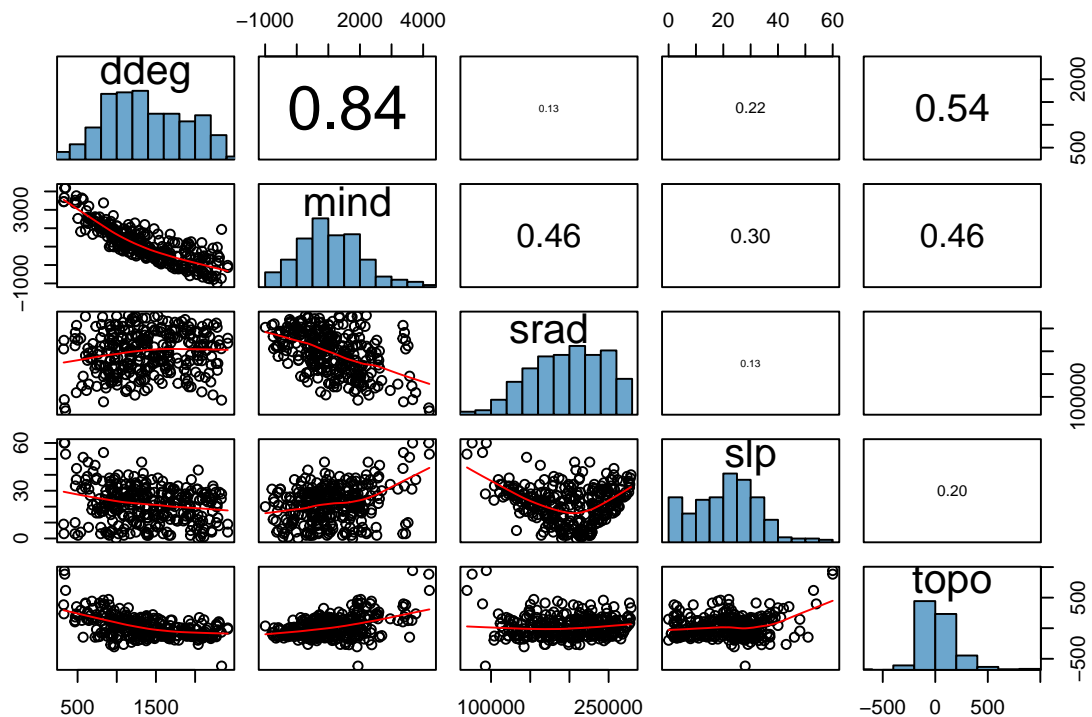 −1000 2000 4000 0 20 40 60
ddeg 0.84 0.13 0.22 0.54
500 2000
mind 0.46 0.30 0.46
−1000 3000
srad 0.13
100000
slp 0.20
0 30 60
topo
−500 500
500 1500 100000 250000 −500 0 500